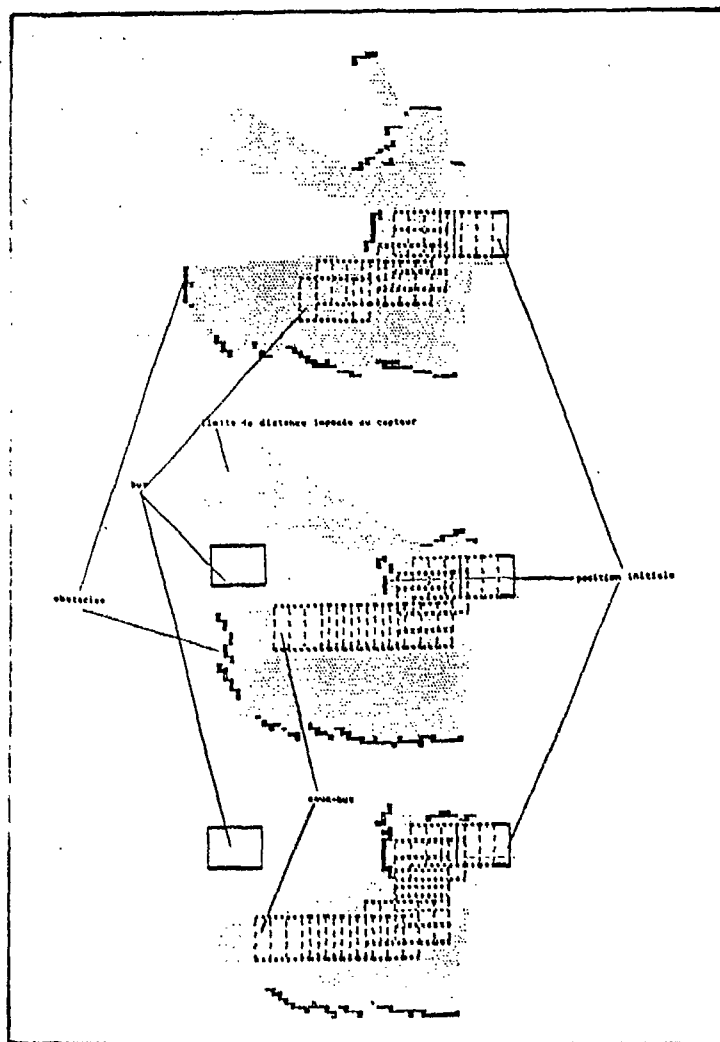 limite de distance imposée au capteur
but
position initiale
obstacles
sous-but